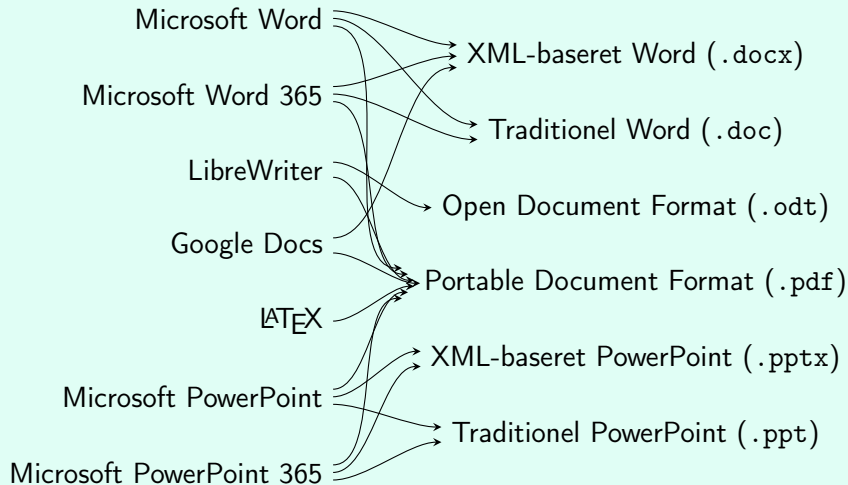 Microsoft Word
XML-baseret Word (.docx)
Microsoft Word 365
Traditionel Word (.doc)
LibreWriter
Open Document Format (.odt)
Google Docs
Portable Document Format (.pdf)
LATEX
XML-baseret PowerPoint (.pptx)
Microsoft PowerPoint
Traditionel PowerPoint (.ppt)
Microsoft PowerPoint 365